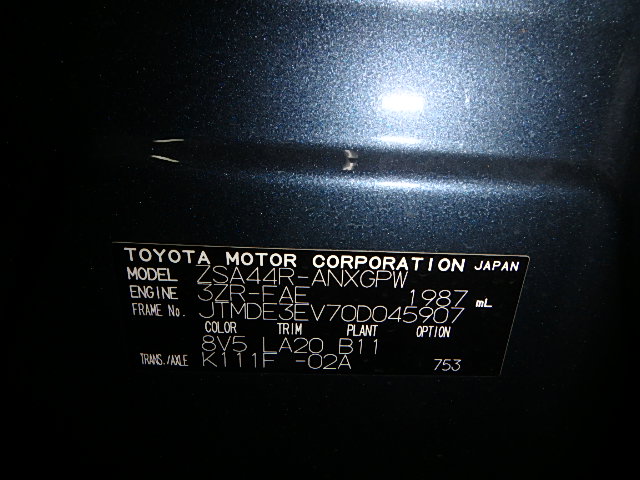 TOYOTA MOTOR CORPORATION JAPAN
MODEL ZSA44R-ANXGPW
ENGINE 3ZR-FAE 1987 mL
FRAME No. JTMDE3EV70D045907
COLOR TRIM PLANT OPTION
8V5 LA20 B11
TRANS./AXLE K111F -02A 753